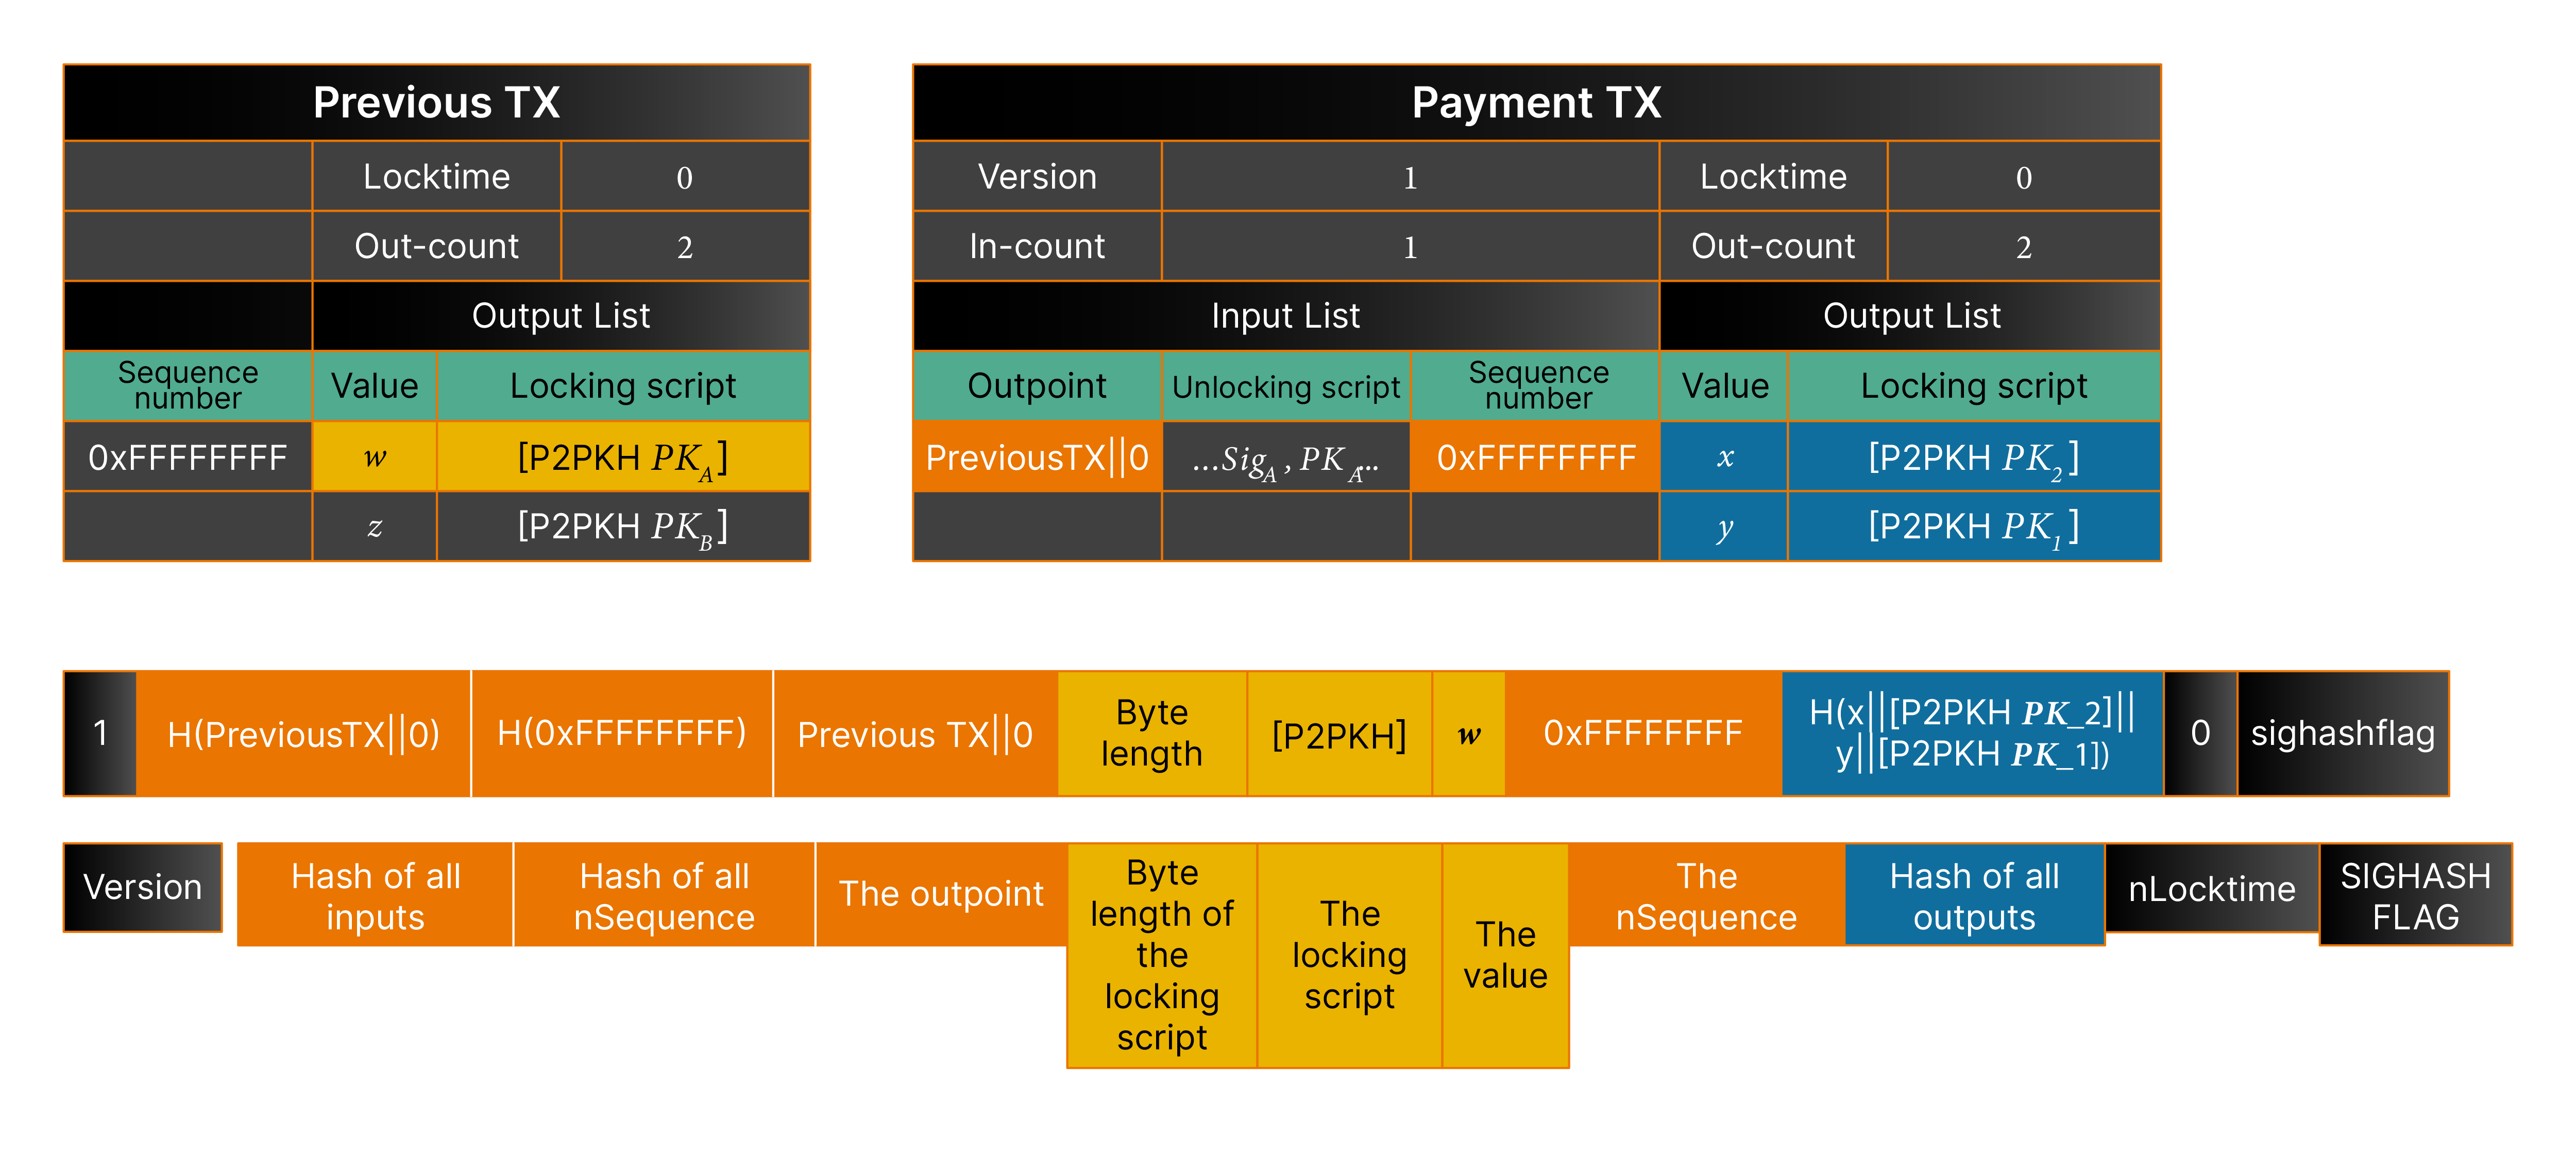 Previous TX
Locktime 0
Out-count 2
Output List
Sequence number Value Locking script
0xFFFFFFFF w [P2PKH PK_A]
z [P2PKH PK_B]
Payment TX
Version 1 Locktime 0
In-count 1 Out-count 2
Input List Output List
Outpoint Unlocking script Sequence number Value Locking script
PreviousTX||0 ...Sig_A, PK_A... 0xFFFFFFFF x [P2PKH PK_2]
y [P2PKH PK_1]
1
H(PreviousTX||0)
H(0xFFFFFFFF)
Previous TX||0
Byte
length
[P2PKH]
w
0xFFFFFFFF
H(x||[P2PKH PK_2]||
y||[P2PKH PK_1])
0
sighashflag
Version
Hash of all
inputs
Hash of all
nSequence
The outpoint
Byte
length of
the
locking
script
The
locking
script
The
value
The
nSequence
Hash of all
outputs
nLocktime
SIGHASH
FLAG